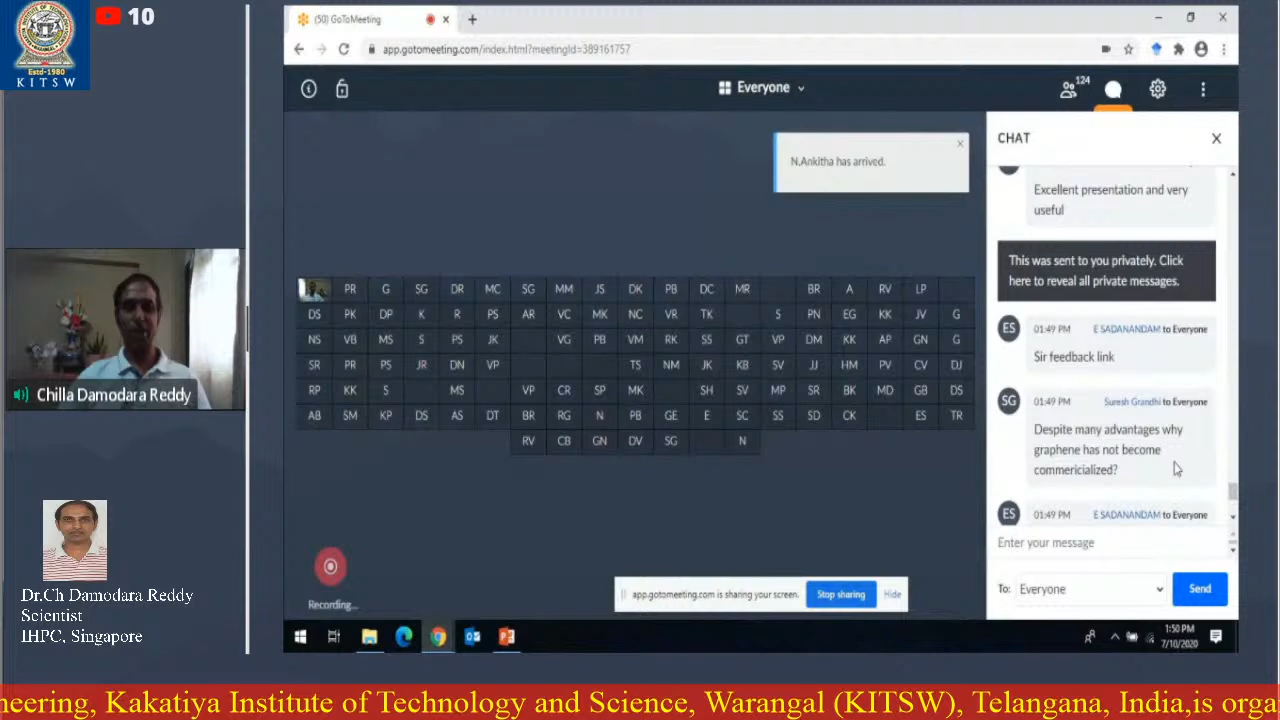 10
Estd-1980
K I T S W
(50) GoToMeeting
app.gotomeeting.com/index.html?meetingId=389161757
Everyone
124
N.Ankitha has arrived.
CHAT
Excellent presentation and very
useful
This was sent to you privately. Click
here to reveal all private messages.
ES 01:49 PM E SADANANDAM to Everyone
Sir feedback link
SG 01:49 PM Suresh Grandhi to Everyone
Despite many advantages why
graphene has not become
commericialized?
ES 01:49 PM E SADANANDAM to Everyone
Enter your message
To: Everyone Send
PR G SG DR MC SG MM JS DK PB DC MR BR A RV LP
DS PK DP K R PS AR VC MK NC VR TK S PN EG KK JV G
NS VB MS S PS JK VG PB VM RK SS GT VP DM KK AP GN G
SR PR PS JR DN VP TS NM JK KB SV JJ HM PV CV DJ
RP KK S MS VP CR SP MK SH SV MP SR BK MD GB DS
AB SM KP DS AS DT BR RG N PB GE E SC SS SD CK ES TR
RV CB GN DV SG N
Chilla Damodara Reddy
Dr.Ch Damodara Reddy
Scientist
IHPC, Singapore
Recording...
app.gotomeeting.com is sharing your screen. Stop sharing Hide
1:50 PM
7/10/2020
neering, Kakatiya Institute of Technology and Science, Warangal (KITSW), Telangana, India,is orga